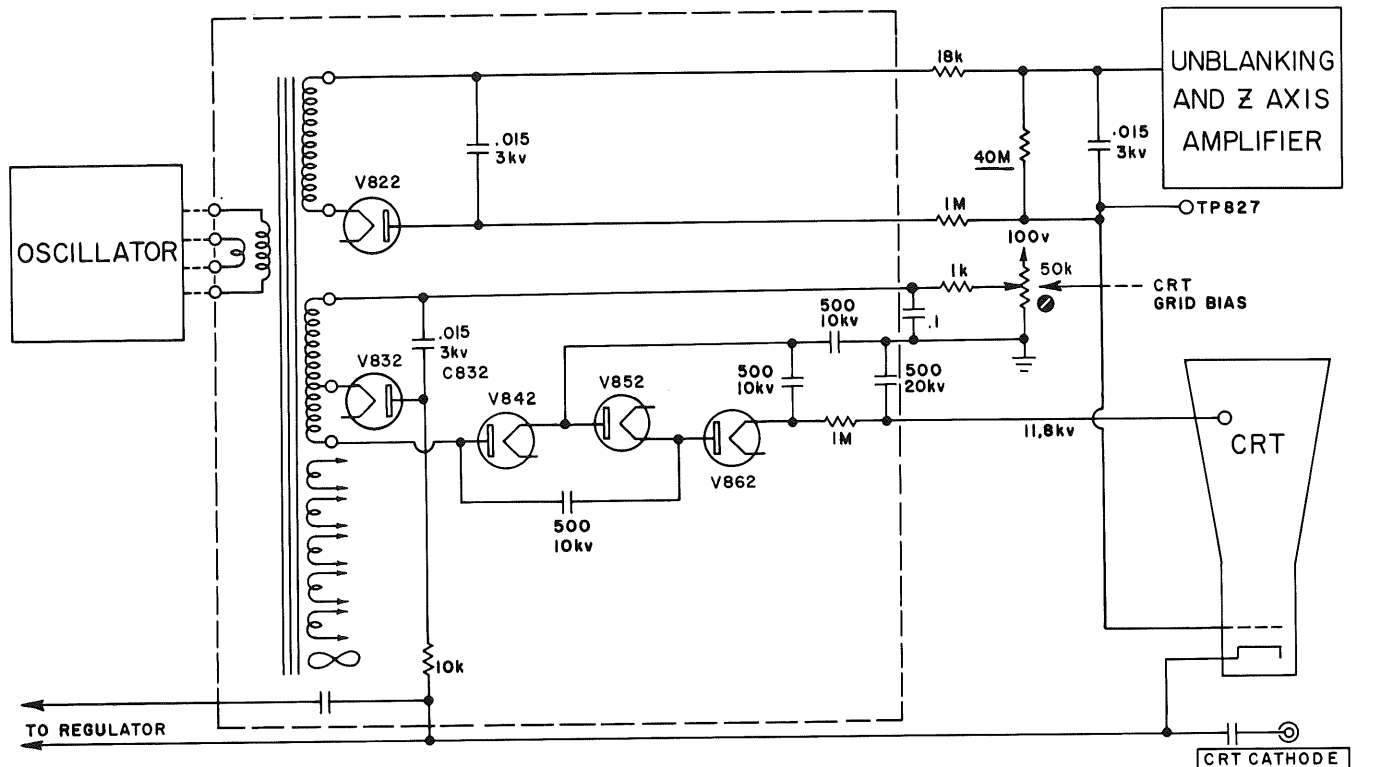 18k
UNBLANKING
AND Z AXIS
AMPLIFIER
.015
3kv
40M
.015
3kv
V822
1M
TP827
OSCILLATOR
100v
1k
50k
CRT
GRID BIAS
500
10kv
.1
.015
3kv
C832
V832
V842
V852
500
10kv
500
20kv
1M
11,8kv
CRT
V862
500
10kv
10k
TO REGULATOR
CRT CATHODE